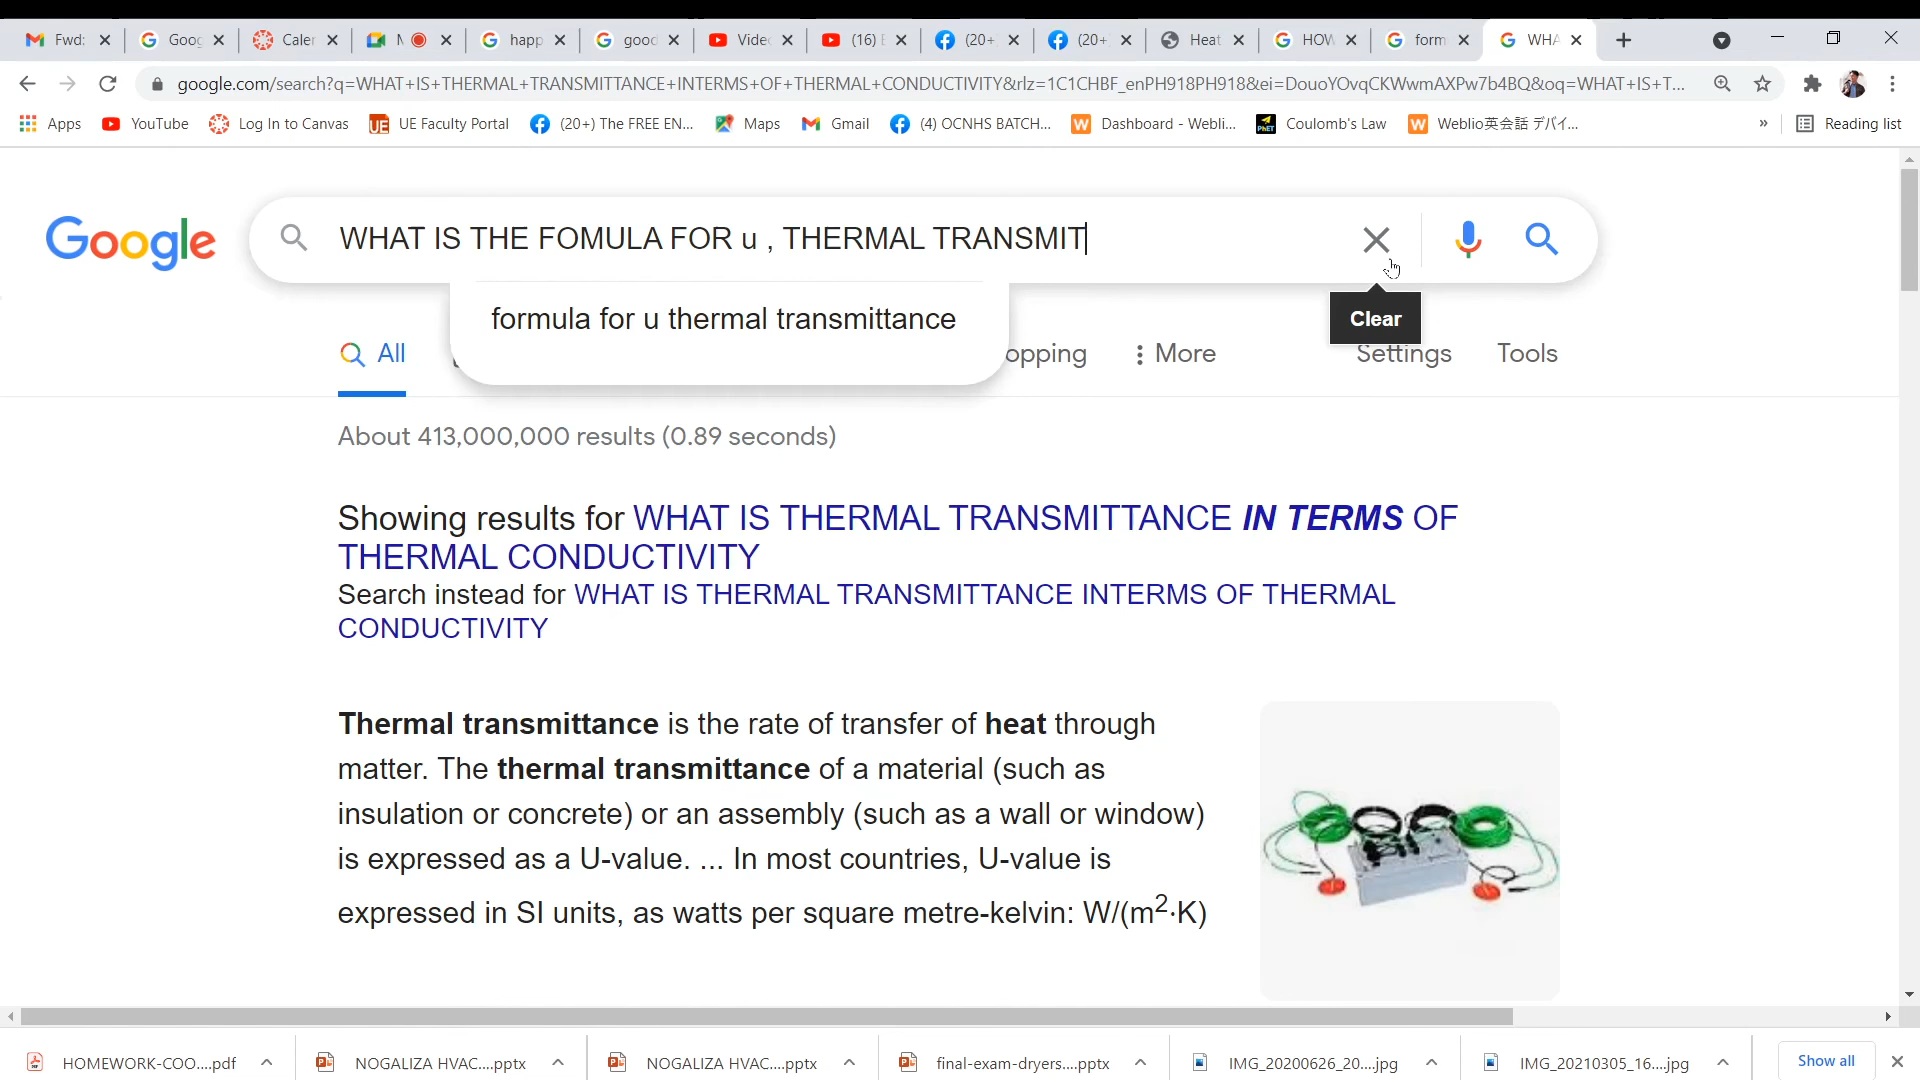 Fwd: Goog Caler happ good Vide (16) E (20+ (20+ Heat HOW form WHA
google.com/search?q=WHAT+IS+THERMAL+TRANSMITTANCE+INTERMS+OF+THERMAL+CONDUCTIVITY&rlz=1C1CHBF_enPH918PH918&ei=DouoYOvqCKWwmAXPw7b4BQ&oq=WHAT+IS+T...
Apps YouTube Log In to Canvas UE Faculty Portal (20+) The FREE EN... Maps Gmail (4) OCNHS BATCH... Dashboard - Webli... Coulomb's Law Weblio英会話 デバイ... » Reading list
Google WHAT IS THE FOMULA FOR u , THERMAL TRANSMIT
formula for u thermal transmittance
Clear
All opping More Settings Tools
About 413,000,000 results (0.89 seconds)
Showing results for WHAT IS THERMAL TRANSMITTANCE IN TERMS OF
THERMAL CONDUCTIVITY
Search instead for WHAT IS THERMAL TRANSMITTANCE INTERMS OF THERMAL
CONDUCTIVITY
Thermal transmittance is the rate of transfer of heat through
matter. The thermal transmittance of a material (such as
insulation or concrete) or an assembly (such as a wall or window)
is expressed as a U-value. ... In most countries, U-value is
expressed in SI units, as watts per square metre-kelvin: W/(m²·K)
HOMEWORK-COO....pdf NOGALIZA HVAC....pptx NOGALIZA HVAC....pptx final-exam-dryers....pptx IMG_20200626_20....jpg IMG_20210305_16....jpg Show all